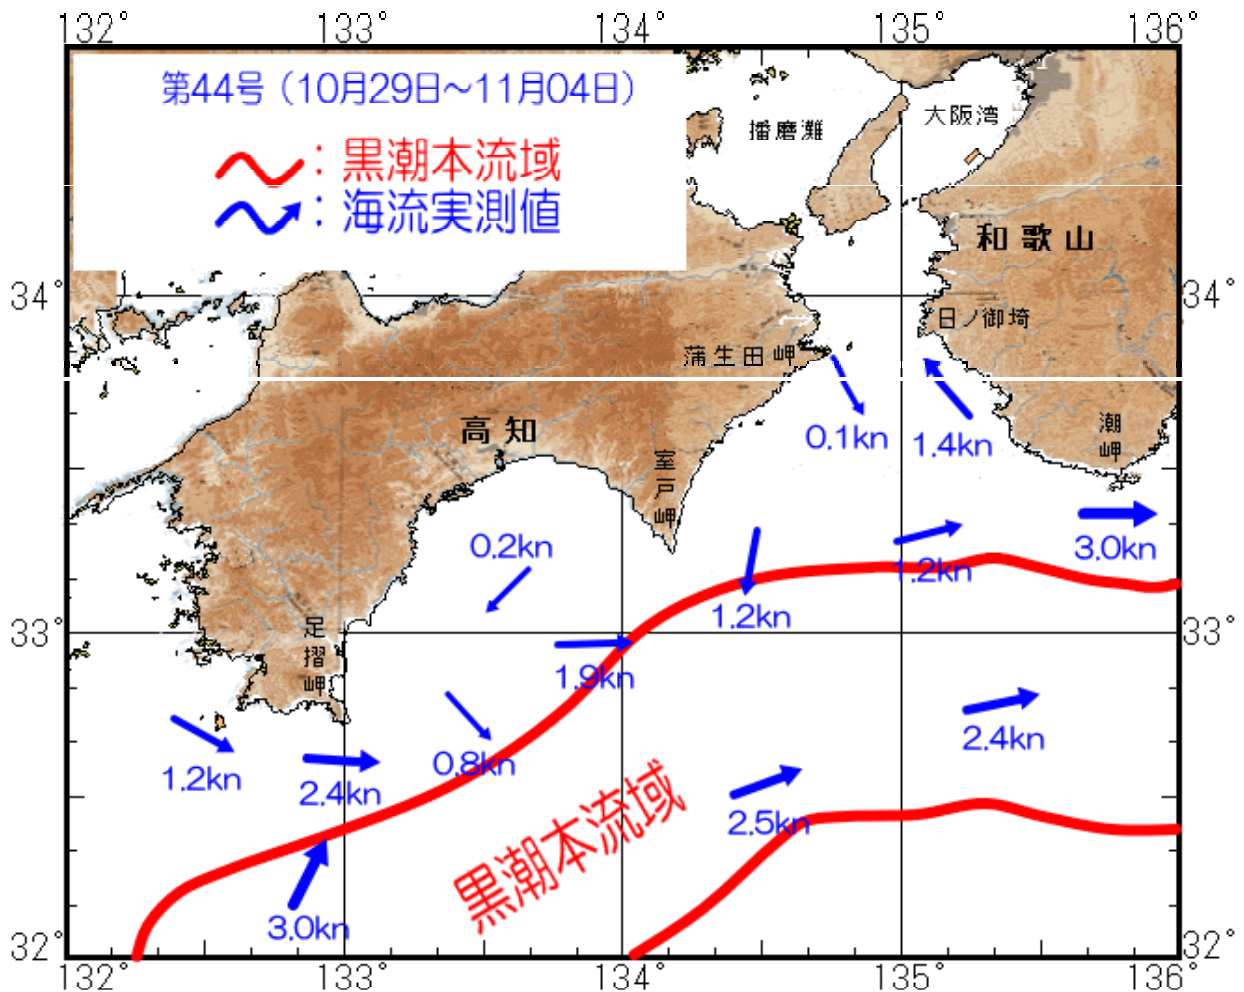 132° 133° 134° 135° 136°
第44号（10月29日～11月04日）
：黒潮本流域
：海流実測値
播磨灘
大阪湾
和歌山
34° 34°
日ノ御埼
蒲生田岬
0.1kn
1.4kn
潮岬
高知
室戸岬
3.0kn
0.2kn
1.2kn
1.2kn
33° 33°
足摺岬
1.9kn
2.4kn
0.8kn
1.2kn
2.4kn
2.5kn
黒潮本流域
3.0kn
32° 32°
132° 133° 134° 135° 136°